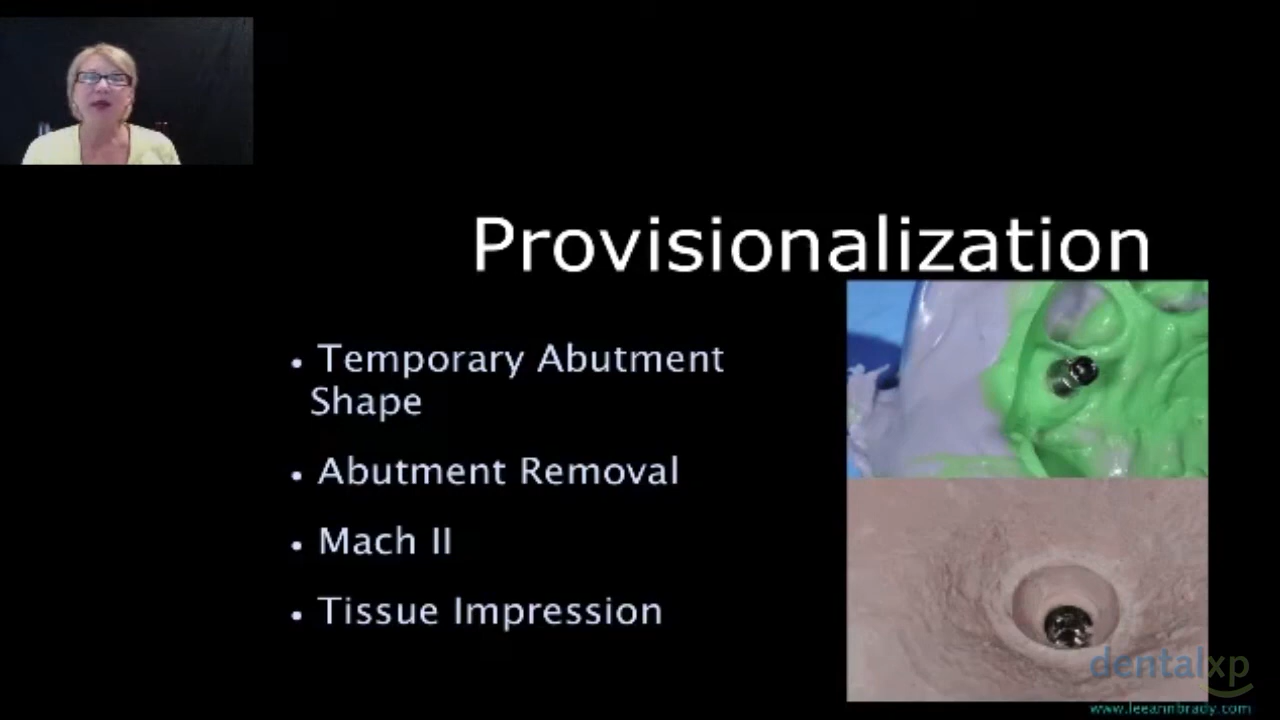 Provisionalization
• Temporary Abutment
Shape
• Abutment Removal
• Mach II
• Tissue Impression
dentalxp
www.leeannbrady.com